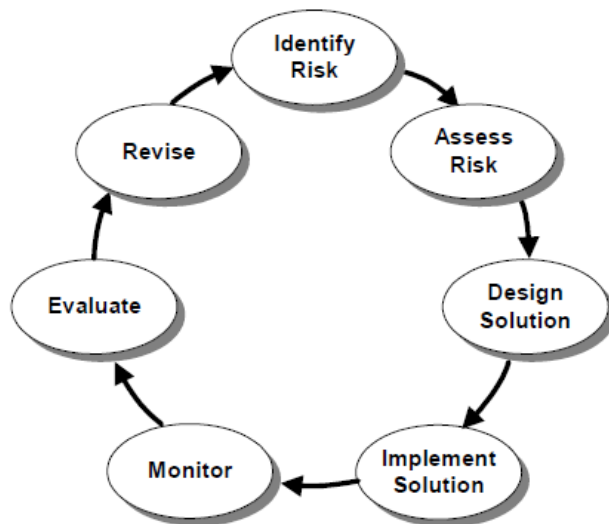 Identify
Risk
Assess
Risk
Design
Solution
Implement
Solution
Monitor
Evaluate
Revise